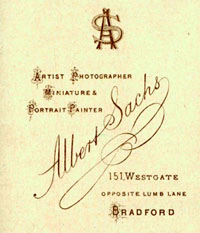 AS
Artist Photographer
Miniature &
Portrait Painter
Albert Sachs
151, Westgate
opposite Lumb Lane
Bradford